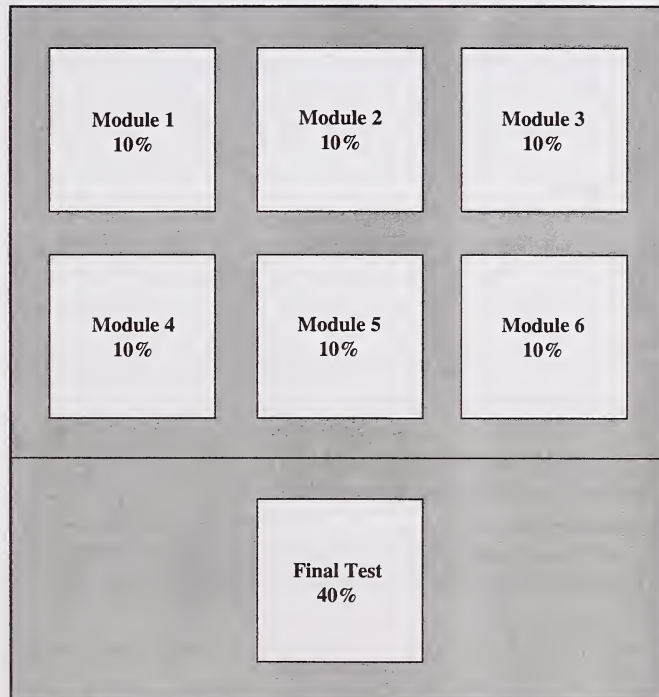 Module 1
10%
Module 2
10%
Module 3
10%
Module 4
10%
Module 5
10%
Module 6
10%
Final Test
40%